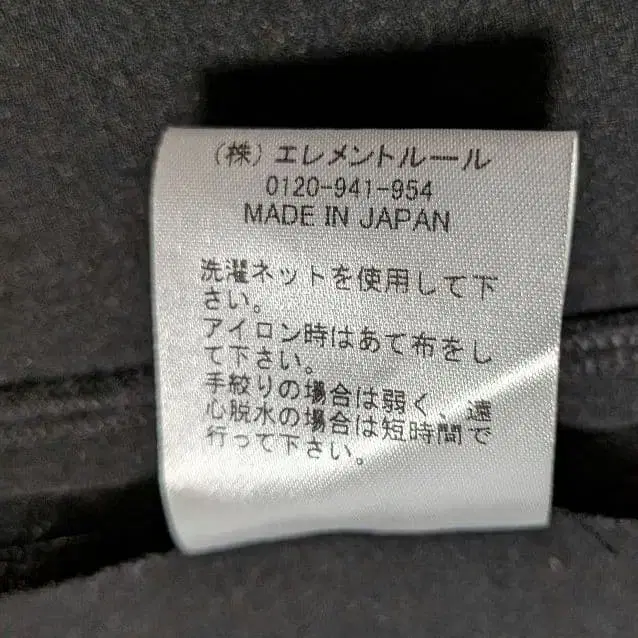 (株)エレメントルール
0120-941-954
MADE IN JAPAN
洗濯ネットを使用して下
さい。
アイロン時はあて布をし
て下さい。
手絞りの場合は弱く、遠
心脱水の場合は短時間で
行って下さい。